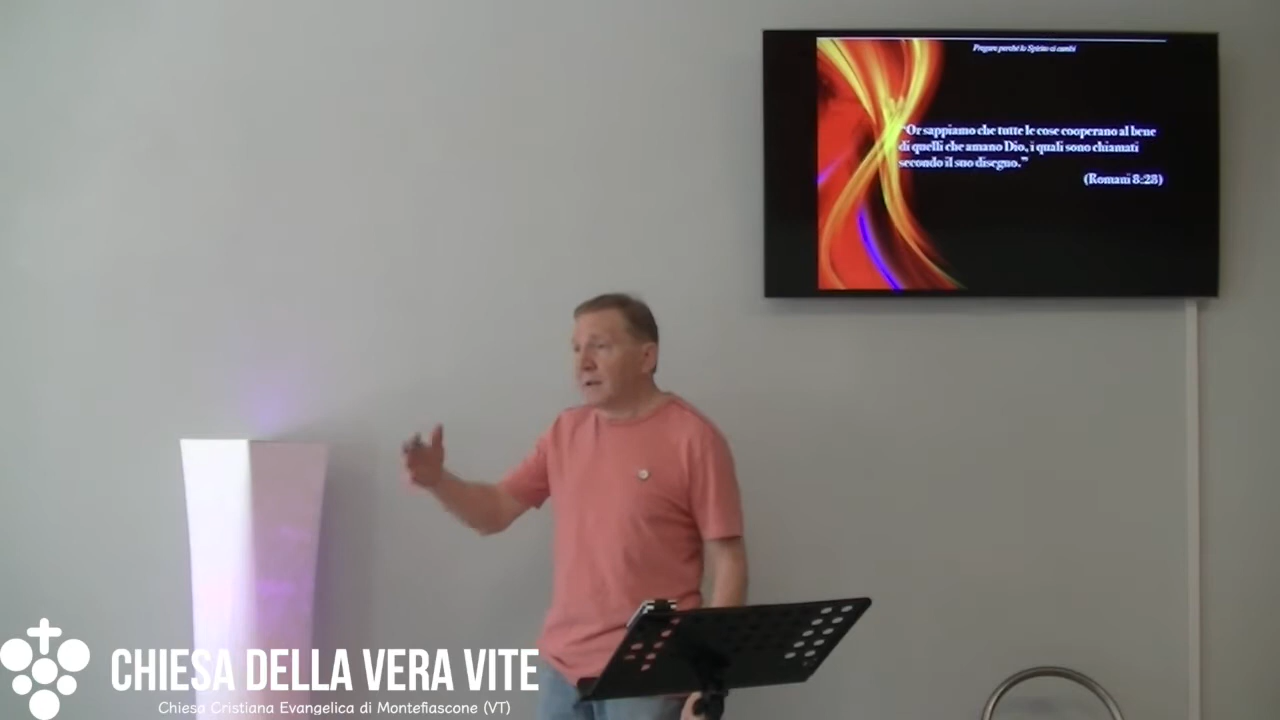 Pregare perché lo Spirito ci cambi
“Or sappiamo che tutte le cose cooperano al bene
di quelli che amano Dio, i quali sono chiamati
secondo il suo disegno.”
(Romani 8:28)
CHIESA DELLA VERA VITE
Chiesa Cristiana Evangelica di Montefiascone (VT)